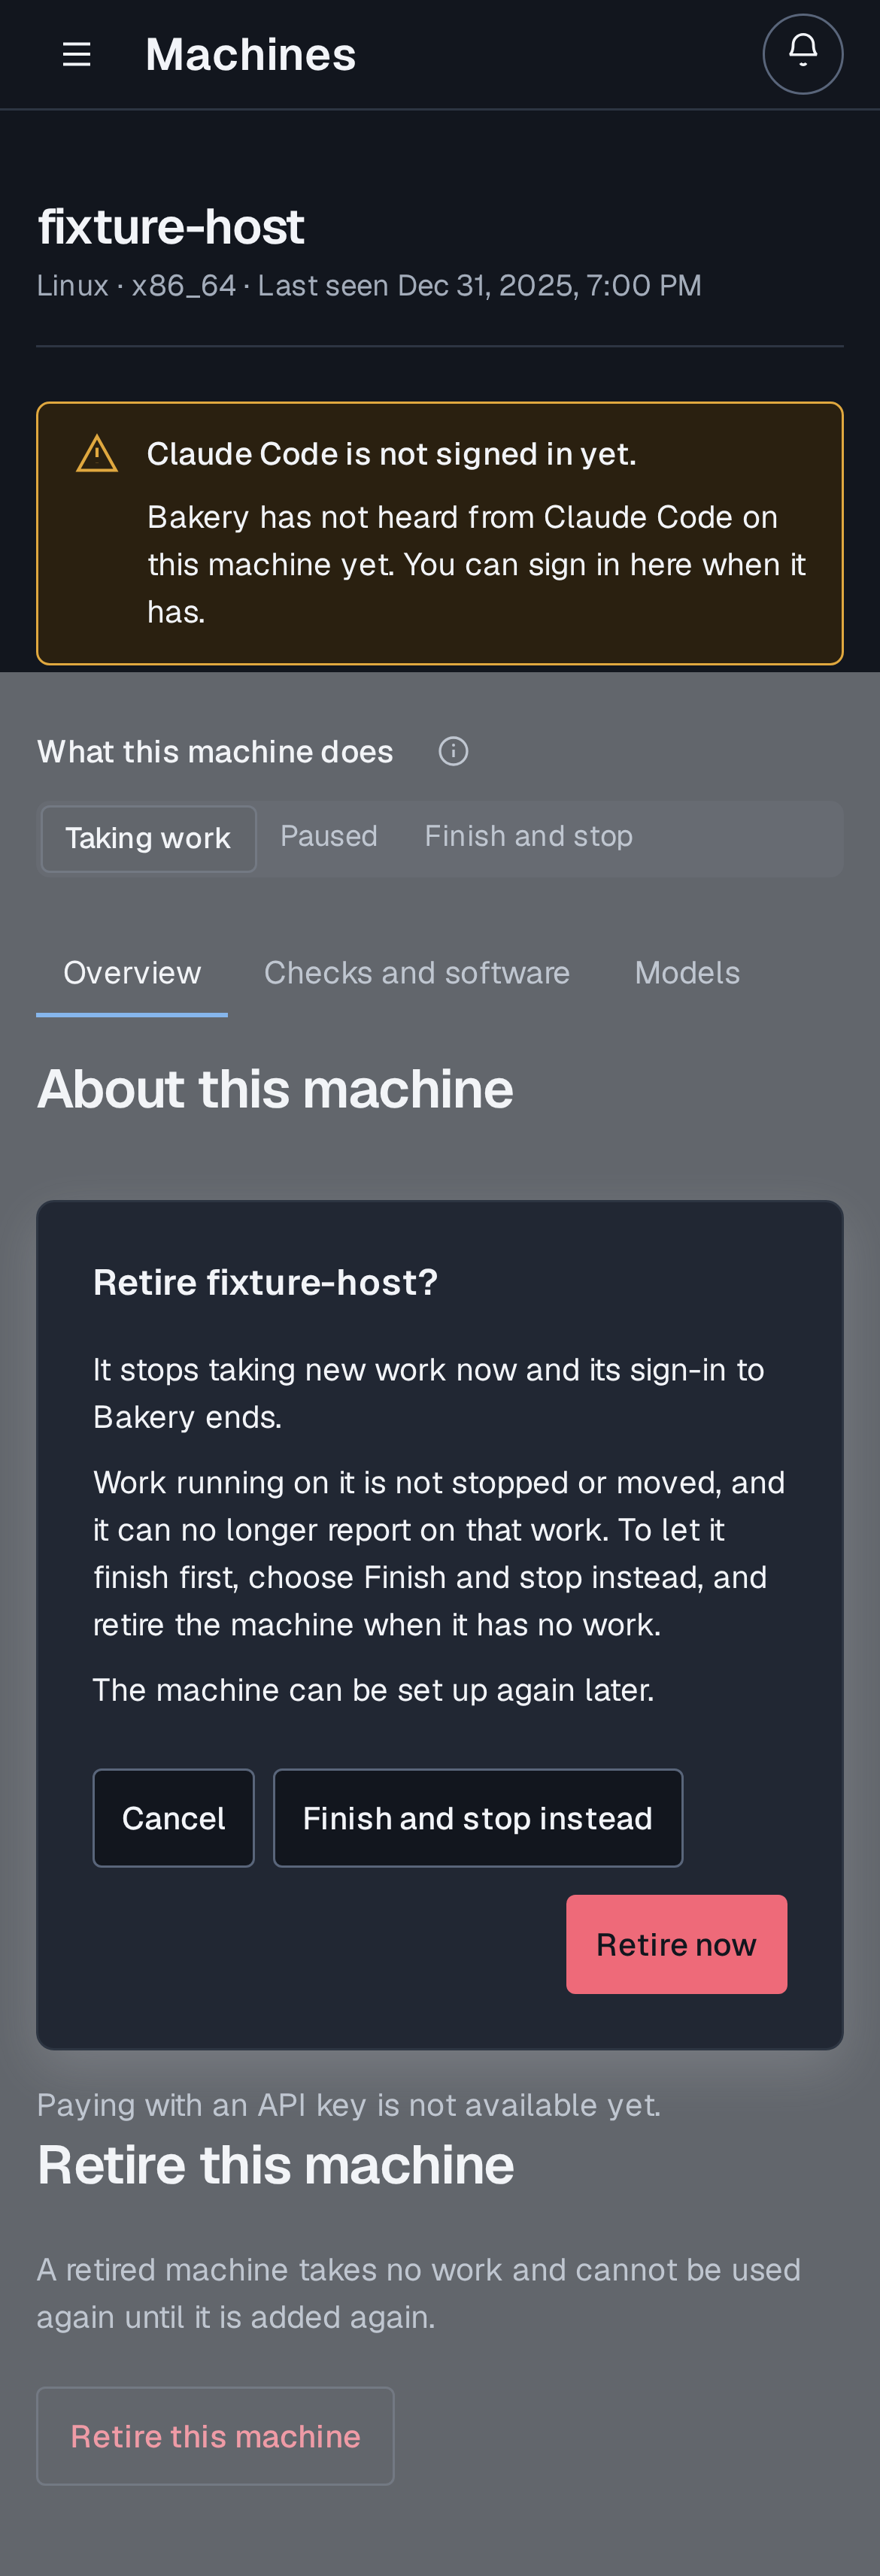 Machines
fixture-host
Linux · x86_64 · Last seen Dec 31, 2025, 7:00 PM
Claude Code is not signed in yet.
Bakery has not heard from Claude Code on
this machine yet. You can sign in here when it
has.
What this machine does
Taking work
Paused
Finish and stop
Overview
Checks and software
Models
About this machine
Retire fixture-host?
It stops taking new work now and its sign-in to
Bakery ends.
Work running on it is not stopped or moved, and
it can no longer report on that work. To let it
finish first, choose Finish and stop instead, and
retire the machine when it has no work.
The machine can be set up again later.
Cancel
Finish and stop instead
Retire now
Paying with an API key is not available yet.
Retire this machine
A retired machine takes no work and cannot be used
again until it is added again.
Retire this machine